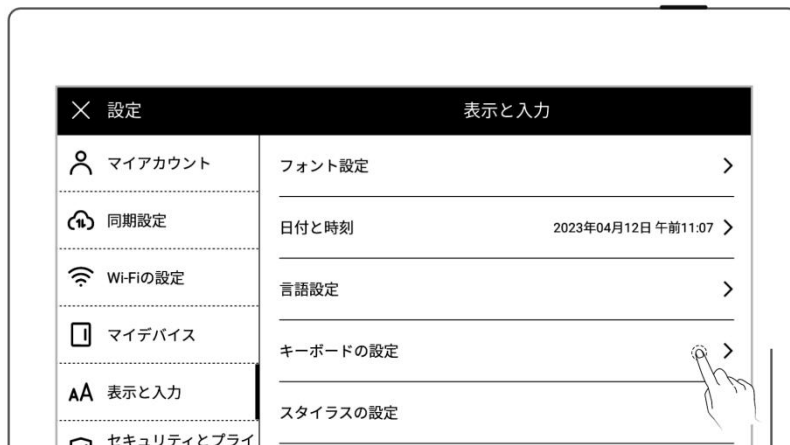 設定
表示と入力
マイアカウント
同期設定
Wi-Fiの設定
マイデバイス
AA 表示と入力
セキュリティとプライ
フォント設定
日付と時刻 2023年04月12日 午前11:07
言語設定
キーボードの設定
スタイラスの設定